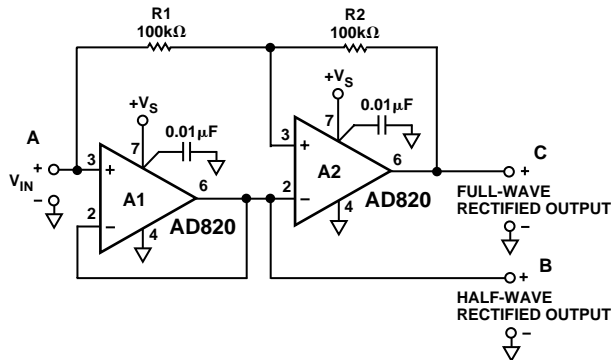 R1
100kΩ
R2
100kΩ
+VS
+VS
0.01µF
0.01µF
A
7
7
3
3
6
6
+
VIN
–
+
A1
–
2
4
AD820
+
A2
–
2
4
AD820
C
+
FULL-WAVE
RECTIFIED OUTPUT
–
B
+
HALF-WAVE
RECTIFIED OUTPUT
–